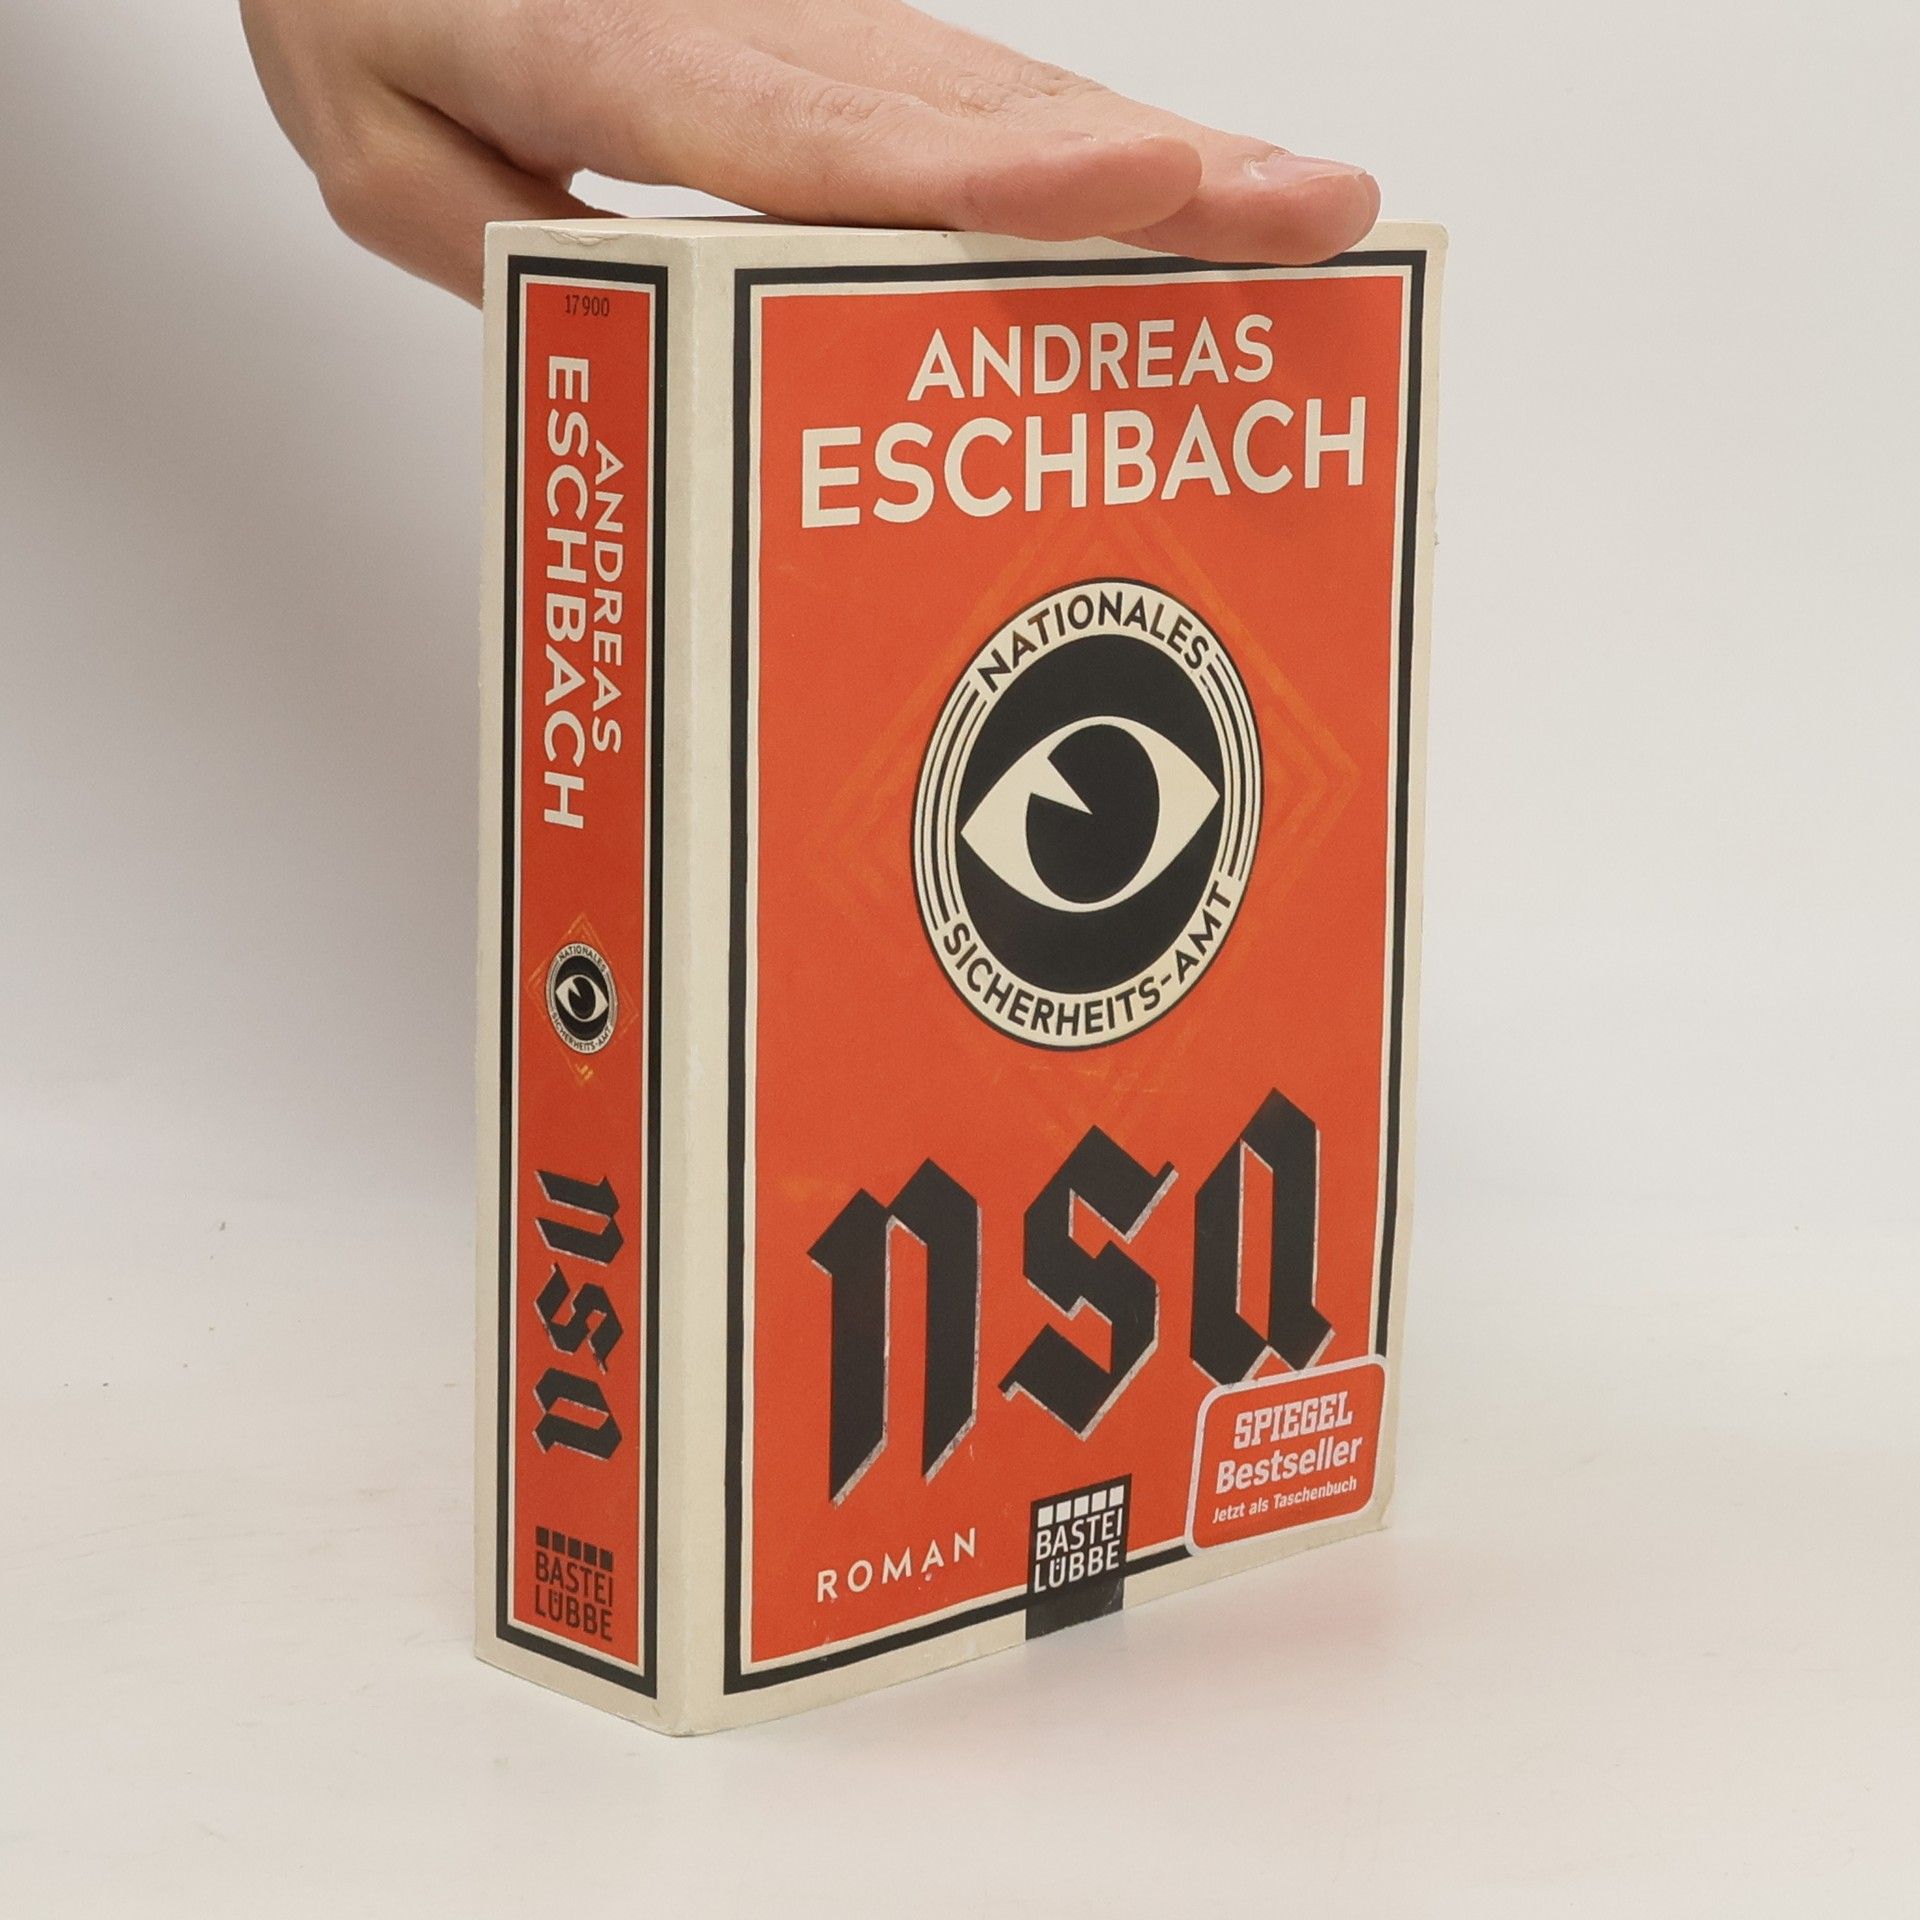 17900
ANDREAS
ESCHBACH
NATIONALES
SICHERHEITS-AMT
nsa
BASTEI
LÜBBE
ANDREAS
ESCHBACH
NATIONALES
SICHERHEITS-AMT
nsa
SPIEGEL
Bestseller
Jetzt als Taschenbuch
ROMAN
BASTEI
LÜBBE